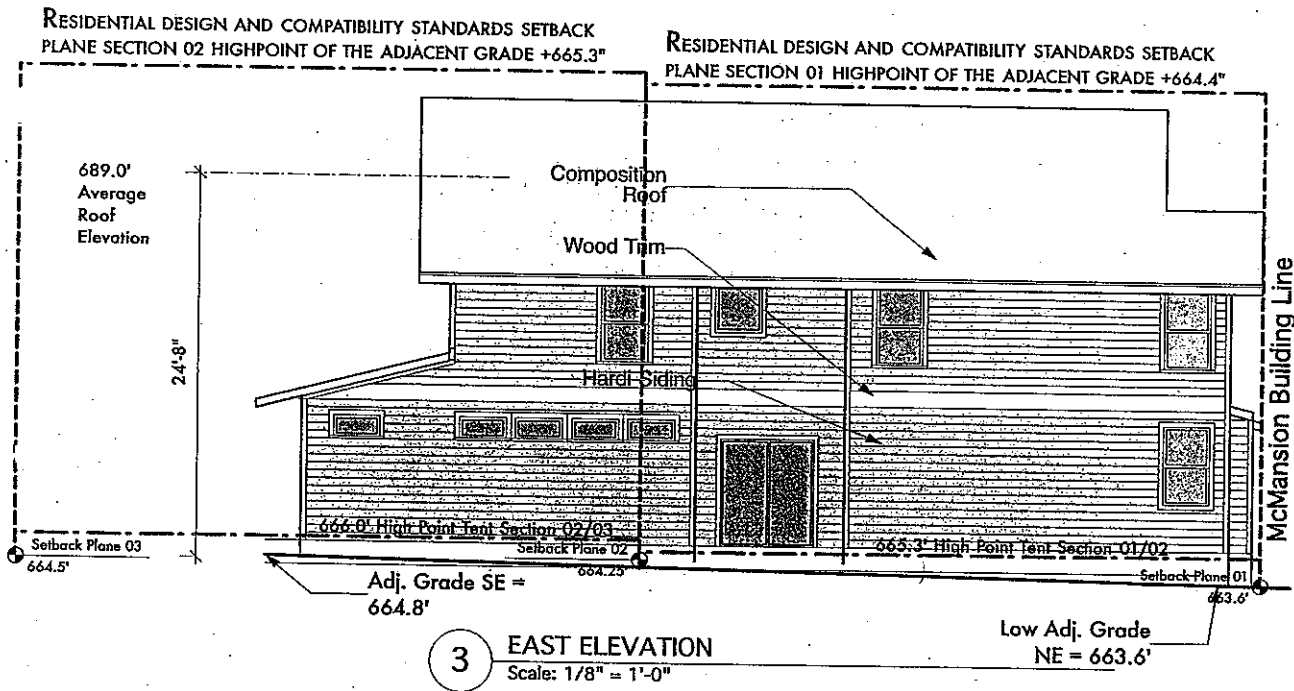 RESIDENTIAL DESIGN AND COMPATIBILITY STANDARDS SETBACK
PLANE SECTION 02 HIGHPOINT OF THE ADJACENT GRADE +665.3"
RESIDENTIAL DESIGN AND COMPATIBILITY STANDARDS SETBACK
PLANE SECTION 01 HIGHPOINT OF THE ADJACENT GRADE +664.4"
689.0'
Average
Roof
Elevation
Composition
Roof
Wood Trim
24'-8"
Hardi-Siding
McMansion Building Line
666.0' High Point Tent Section 02/03
665.3' High Point Tent Section 01/02
Setback Plane 03
664.5'
Setback Plane 02
664.25'
Setback Plane 01
663.6'
Adj. Grade SE =
664.8'
Low Adj. Grade
NE = 663.6'
3
EAST ELEVATION
Scale: 1/8" = 1'-0"